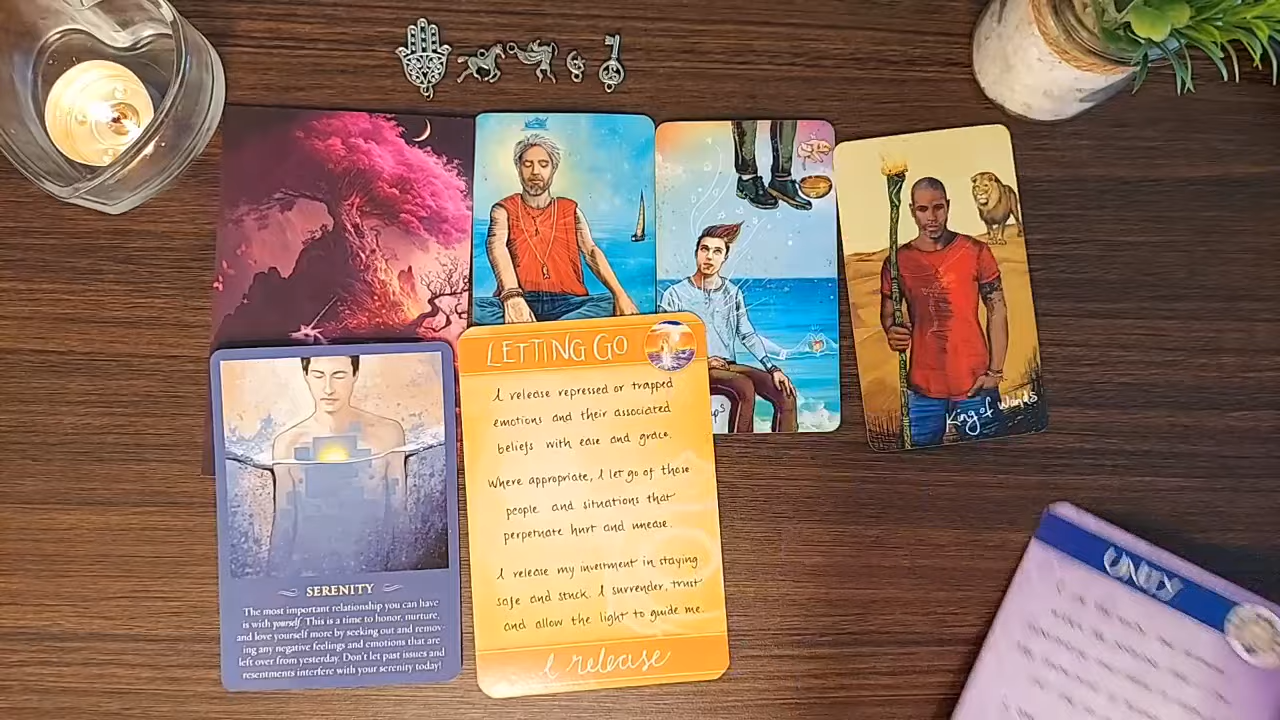 King of Wands
LETTING GO
I release repressed or trapped
emotions and their associated
beliefs with ease and grace.
Where appropriate, I let go of those
people and situations that
perpetuate hurt and unease.
I release my investment in staying
safe and stuck. I surrender, trust
and allow the light to guide me.
I release
SERENITY
The most important relationship you can have
is with yourself. This is a time to honor, nurture,
and love yourself more by seeking out and remov-
ing any negative feelings and emotions that are
left over from yesterday. Don't let past issues and
resentments interfere with your serenity today!
UNITY